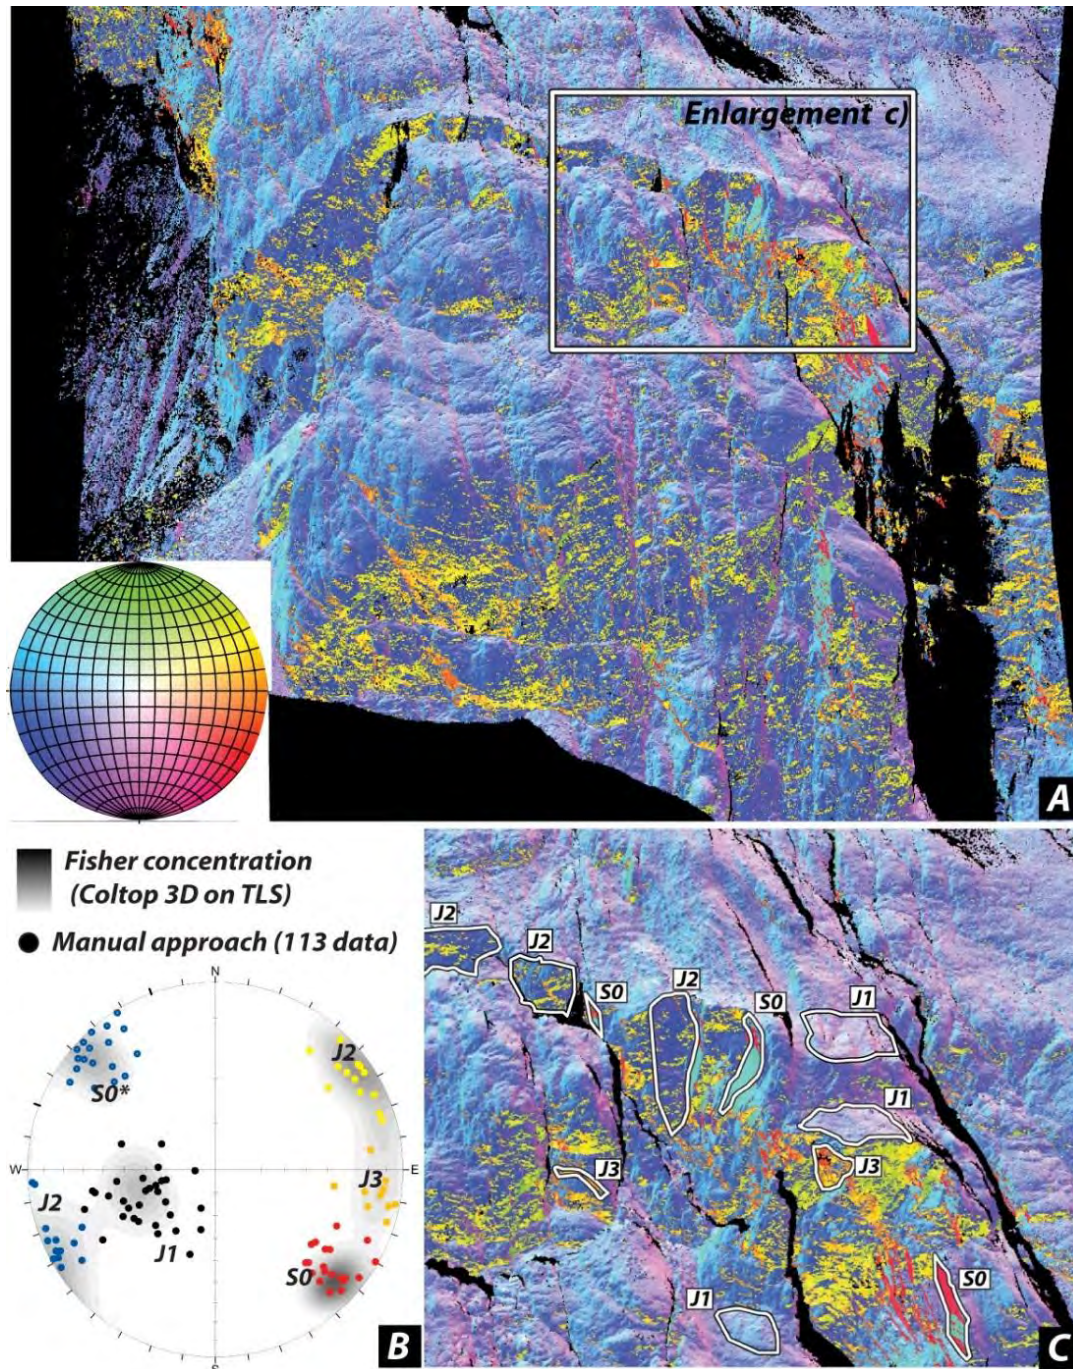 Enlargement c)
A
Fisher concentration
(Coltop 3D on TLS)
Manual approach (113 data)
N
J2
S0*
W
E
J3
J2
J1
S0
S
B
J2
J2
S0
J2
S0
J1
J1
J3
J3
S0
J1
C